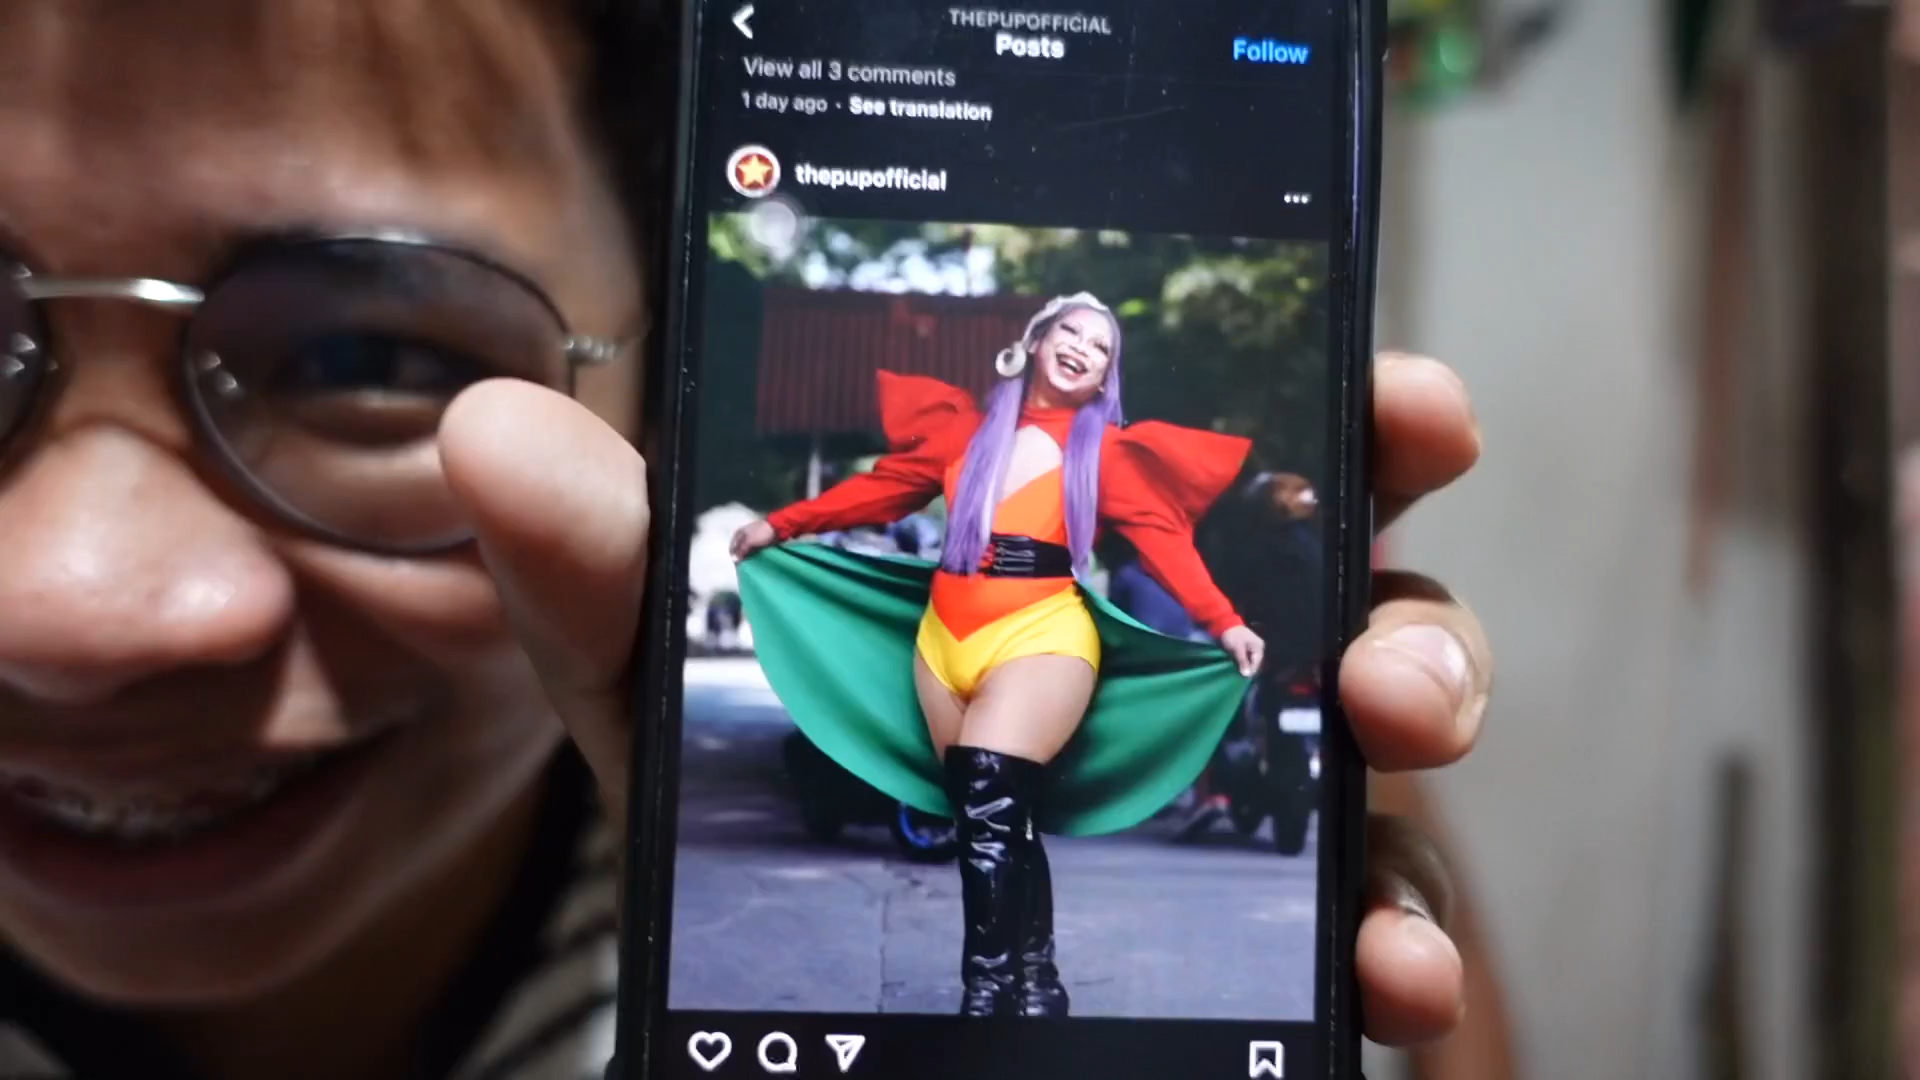 THEPUPOFFICIAL
Posts
Follow
View all 3 comments
1 day ago · See translation
thepupofficial